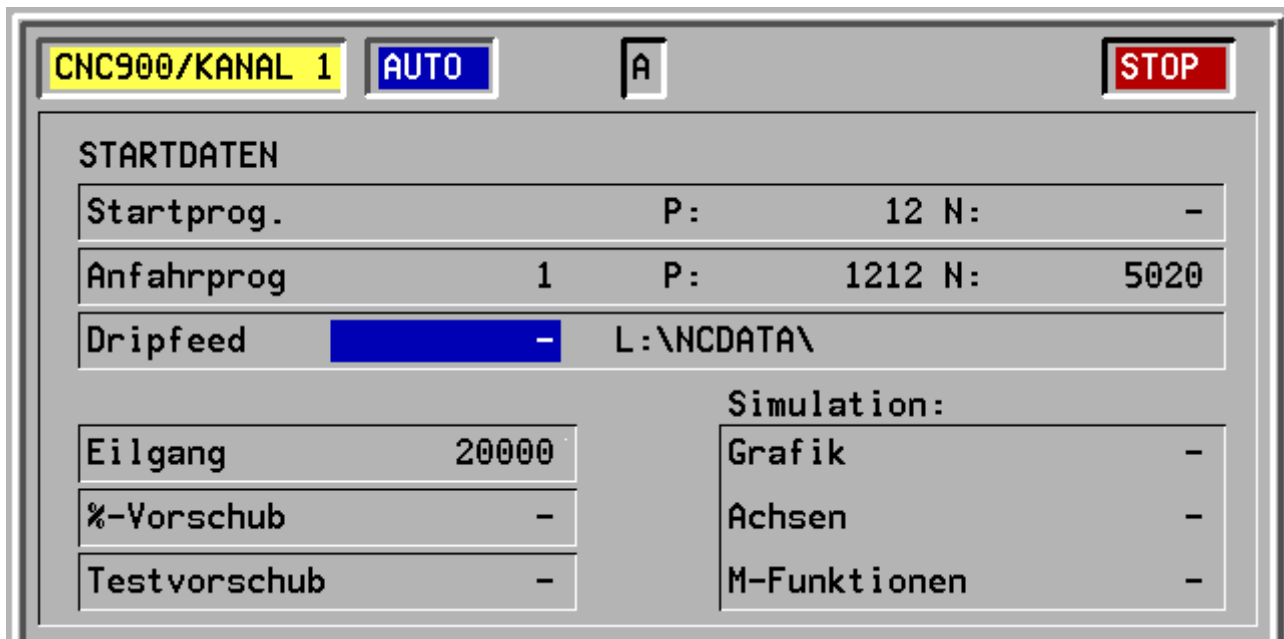 CNC900/KANAL 1 AUTO A STOP
STARTDATEN
Startprog. P: 12 N: -
Anfahrprog 1 P: 1212 N: 5020
Dripfeed - L:\NCDATA\
Simulation:
Eilgang 20000 Grafik -
%-Vorschub - Achsen -
Testvorschub - M-Funktionen -